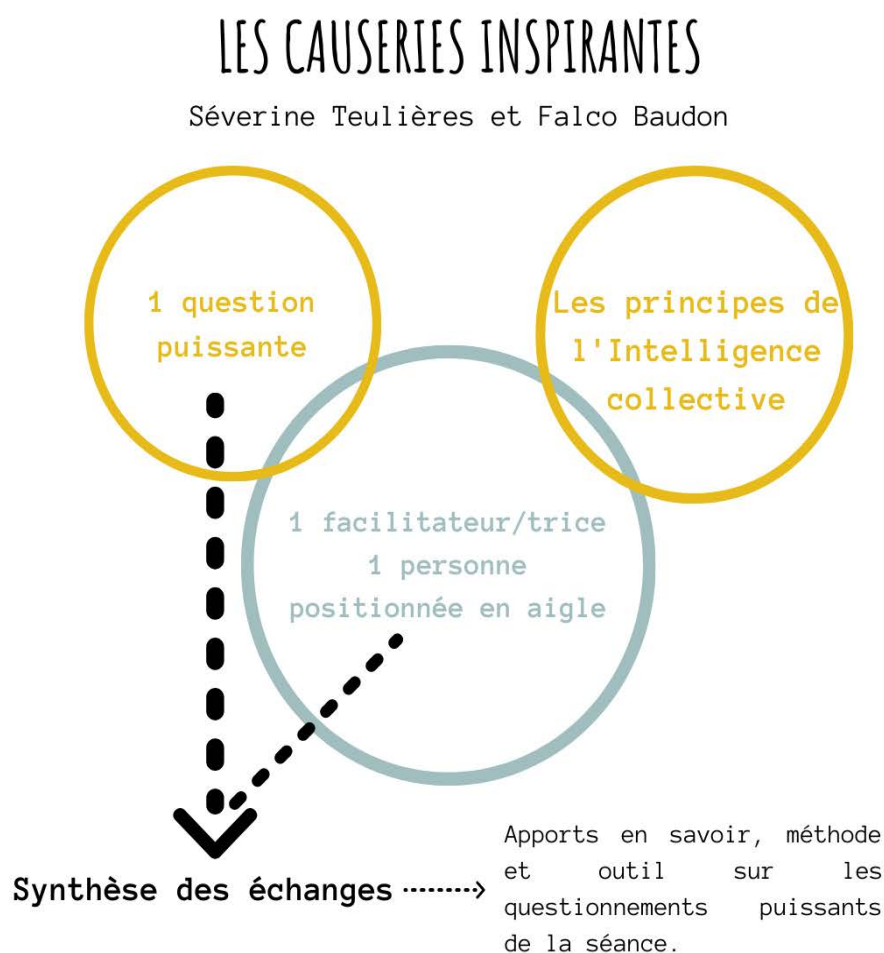 LES CAUSERIES INSPIRANTES
Séverine Teulières et Falco Baudon
1 question
puissante
Les principes de
l'Intelligence
collective
1 facilitateur/trice
1 personne
positionnée en aigle
Synthèse des échanges
Apports en savoir, méthode
et outil sur les
questionnements puissants
de la séance.